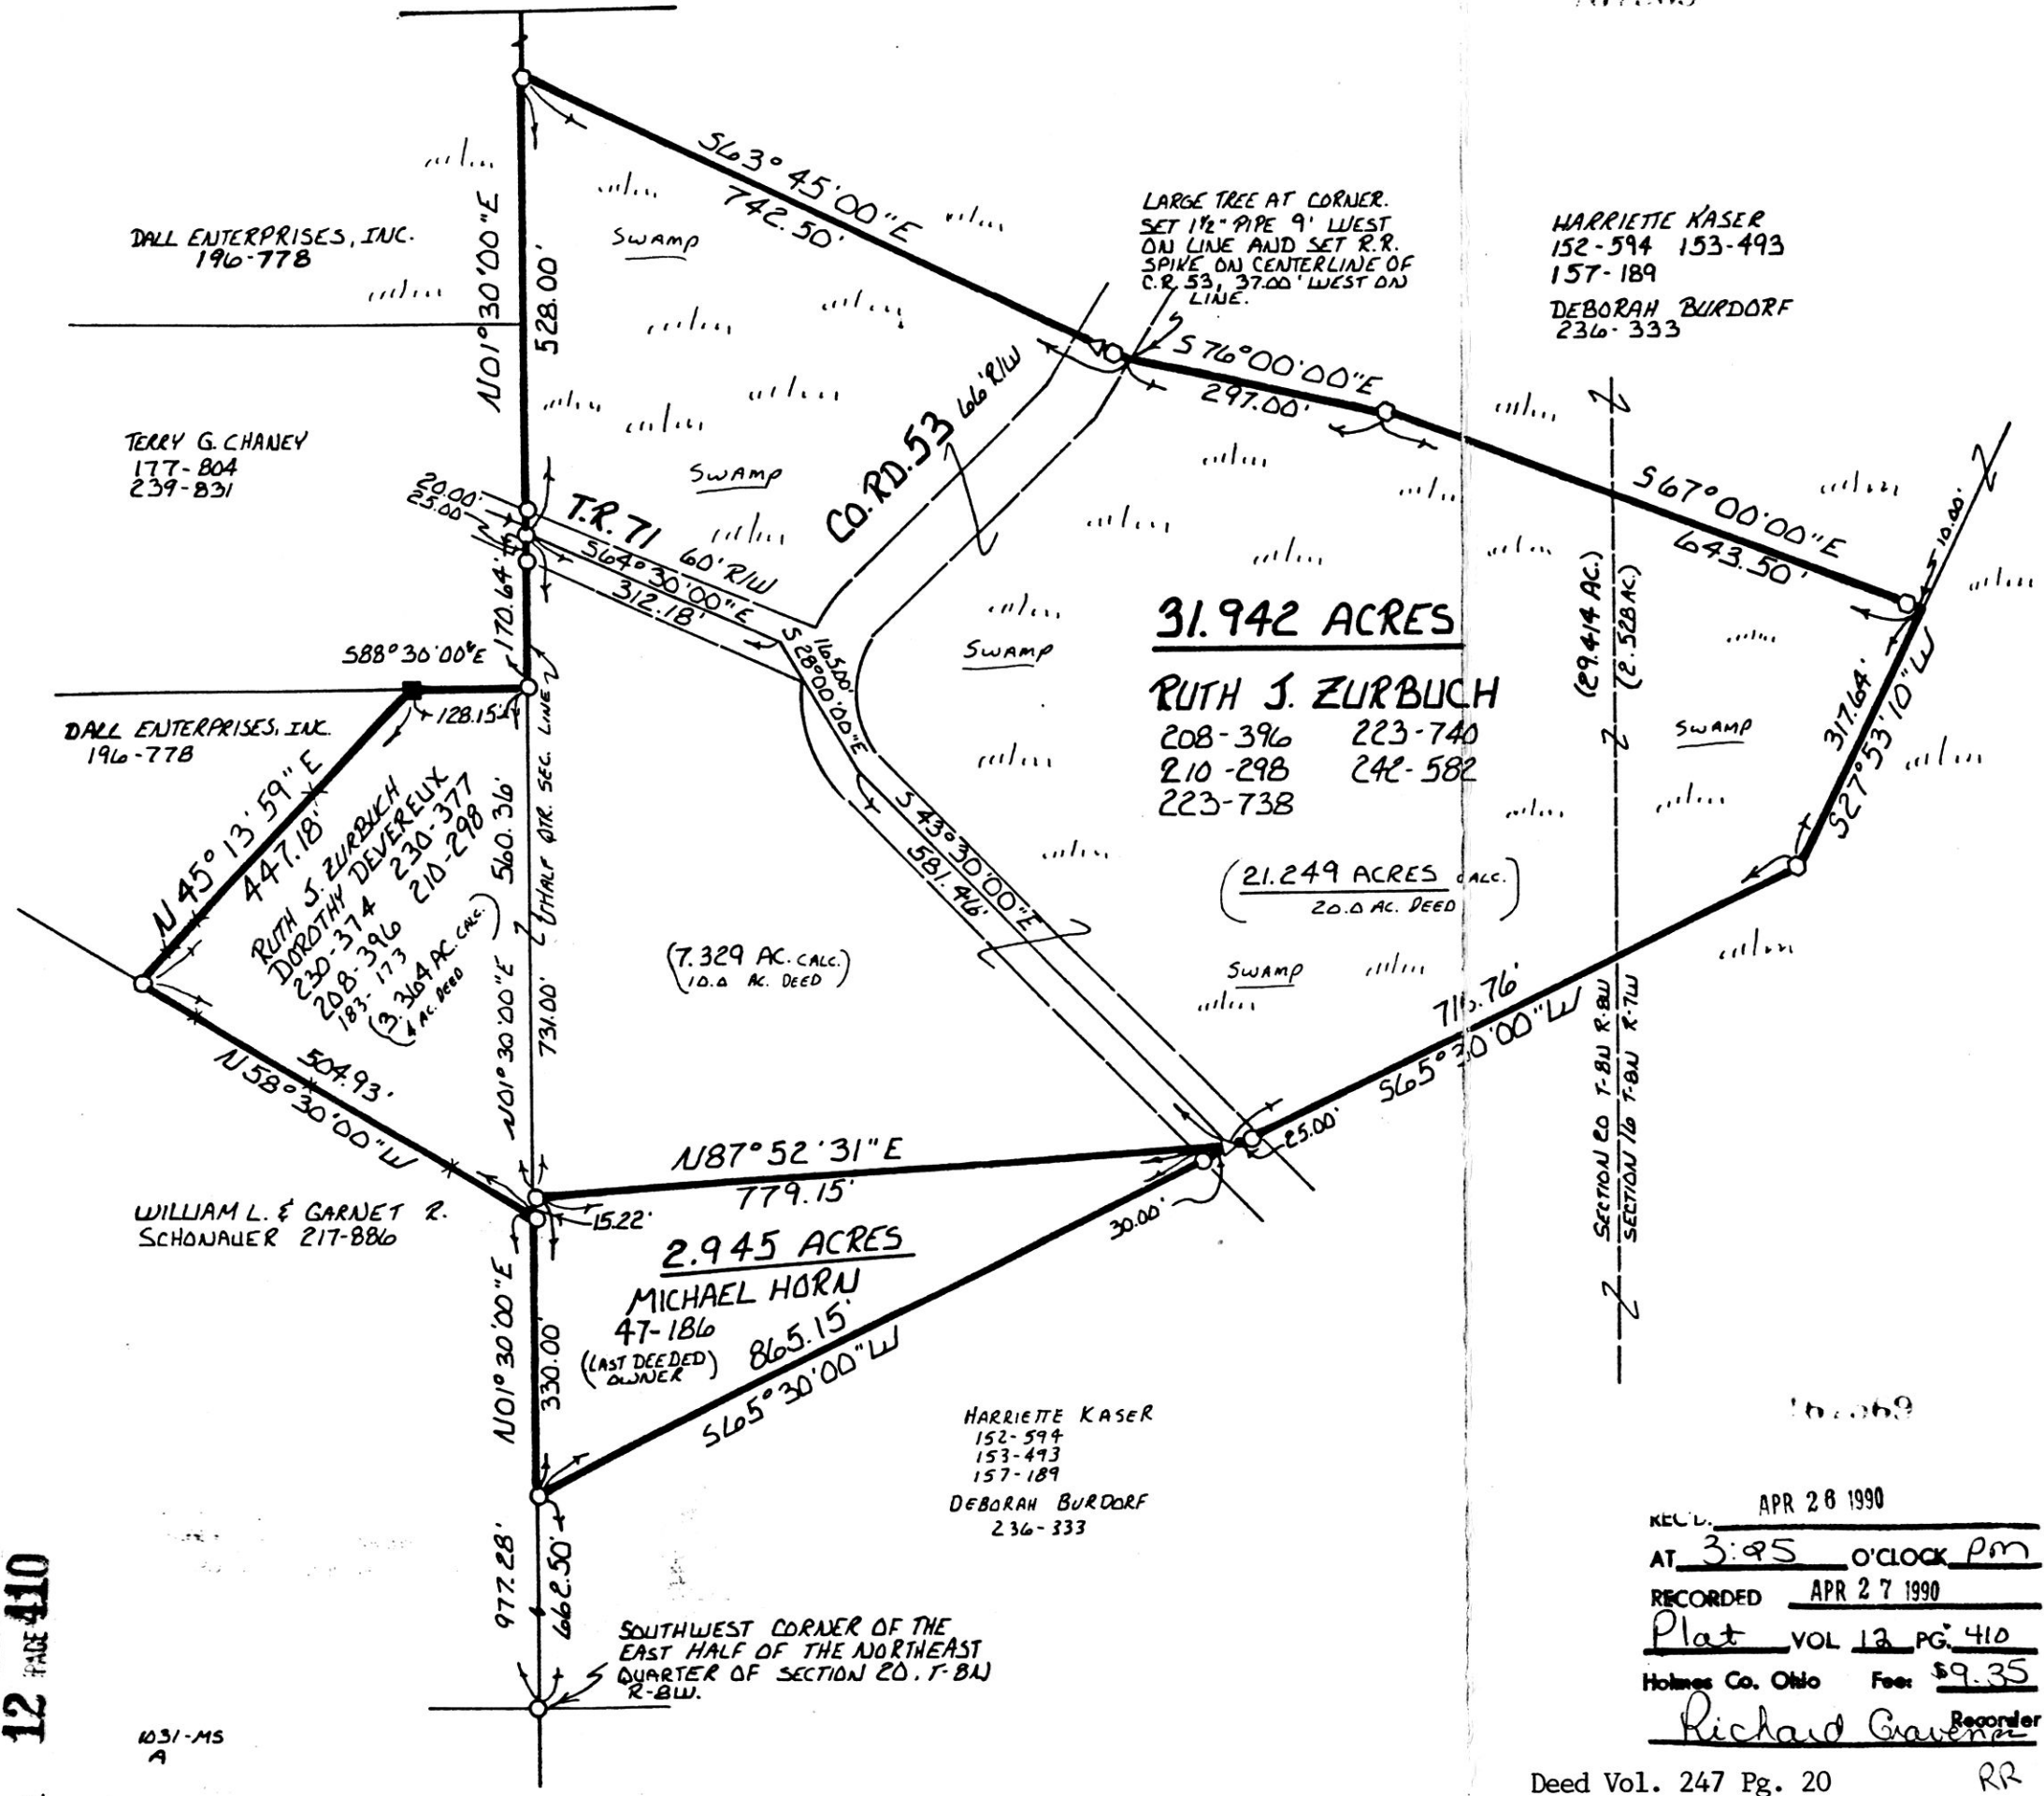 S63°45'00"E
742.50'
N01°30'00"E
528.00'
DALL ENTERPRISES, INC.
196-778
SWAMP
LARGE TREE AT CORNER.
SET 1½" PIPE 9' WEST
ON LINE AND SET R.R.
SPIKE ON CENTERLINE OF
C.R. 53, 37.00' WEST ON
LINE.
HARRIETTE KASER
152-594 153-493
157-189
DEBORAH BURDORF
236-333
S76°00'00"E
297.00'
TERRY G. CHANEY
177-804
239-831
20.00'
25.00'
SWAMP
CO. RD. 53 66' R/W
T.R. 71 60' R/W
S64°30'00"E
312.18'
170.64'
S67°00'00"E
643.50'
10.00'
(29.414 AC.)
(2.528 AC.)
S88°30'00"E
128.15'
165.00'
S28°00'00"E
SWAMP
31.942 ACRES
RUTH J. ZURBUCH
208-396 223-740
210-298 242-582
223-738
SWAMP
317.64'
S27°53'10"W
DALL ENTERPRISES, INC.
196-778
N45°13'59"E
447.18'
RUTH J. ZURBUCH
DOROTHY DEVEREUX
230-374 230-377
208-396 210-298
183-173
(3.364 AC. CALC.)
4 AC. DEED
560.36'
HALF QTR. SEC. LINE
N01°30'00"E
731.00'
S43°30'00"E
581.46'
(21.249 ACRES CALC.)
20.0 AC. DEED
(7.329 AC. CALC.)
10.0 AC. DEED
SWAMP
716.76'
S65°30'00"W
SECTION 20 T-8N R-8W
SECTION 16 T-8N R-7W
504.93'
N58°30'00"W
25.00'
N87°52'31"E
779.15'
30.00'
15.22'
WILLIAM L. & GARNET R.
SCHONAUER 217-886
2.945 ACRES
MICHAEL HORN
47-186
(LAST DEEDED)
OWNER
N01°30'00"E
330.00'
865.15'
S65°30'00"W
HARRIETTE KASER
152-594
153-493
157-189
DEBORAH BURDORF
236-333
977.28'
662.50'
SOUTHWEST CORNER OF THE
EAST HALF OF THE NORTHEAST
QUARTER OF SECTION 20, T-8N
R-8W.
12 PAGE 410
1031-MS
A
REC'D. APR 26 1990
AT 3:25 O'CLOCK PM
RECORDED APR 27 1990
Plat VOL 12 PG. 410
Holmes Co. Ohio Fee: $9.35
Richard Recorder
RR
Deed Vol. 247 Pg. 20